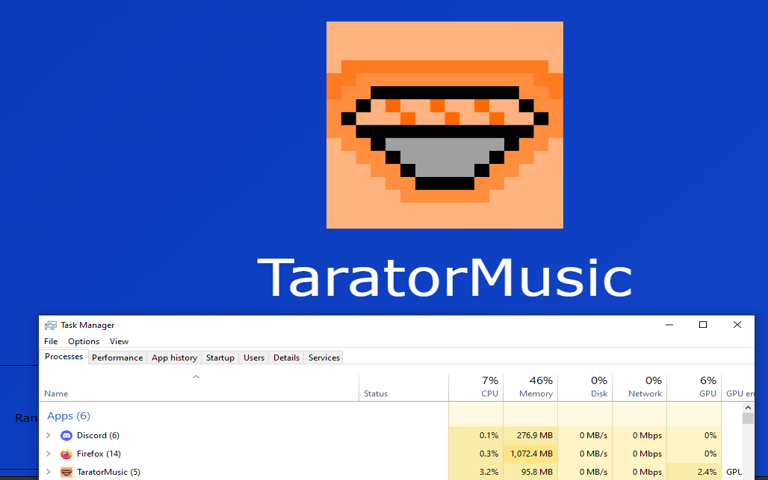 TaratorMusic
Task Manager
File Options View
Processes Performance App history Startup Users Details Services
7% 46% 0% 0% 6%
Name Status CPU Memory Disk Network GPU GPU en
Apps (6)
Ran
Discord (6) 0.1% 276.9 MB 0 MB/s 0 Mbps 0%
Firefox (14) 0.3% 1,072.4 MB 0 MB/s 0 Mbps 0%
TaratorMusic (5) 3.2% 95.8 MB 0 MB/s 0 Mbps 2.4% GPU